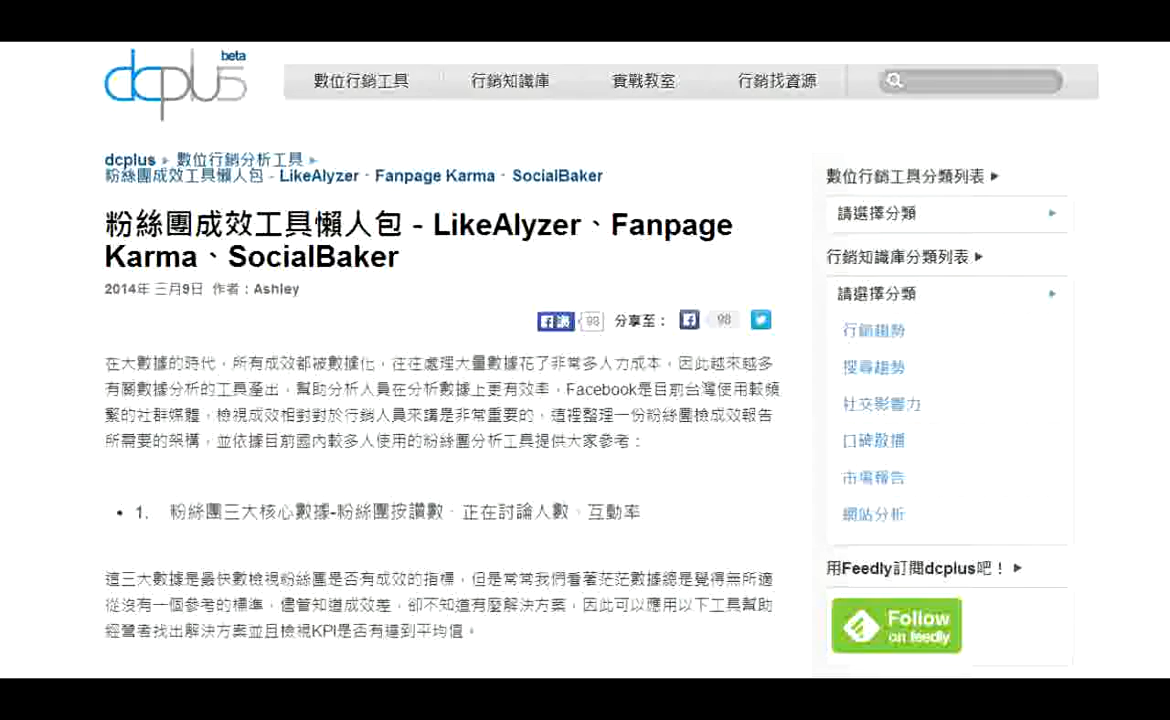 beta
dcplus
數位行銷工具
行銷知識庫
實戰教室
行銷找資源
dcplus ▸ 數位行銷分析工具 ▸
粉絲團成效工具懶人包 - LikeAlyzer、Fanpage Karma、SocialBaker
粉絲團成效工具懶人包 - LikeAlyzer、Fanpage
Karma、SocialBaker
2014年 三月9日 作者：Ashley
讚 98 分享至： 98
在大數據的時代，所有成效都被數據化，往往處理大量數據花了非常多人力成本，因此越來越多
有關數據分析的工具產出，幫助分析人員在分析數據上更有效率，Facebook是目前台灣使用較頻
繁的社群媒體，檢視成效相對對於行銷人員來講是非常重要的，這裡整理一份粉絲團檢成效報告
所需要的架構，並依據目前國內較多人使用的粉絲團分析工具提供大家參考：
• 1. 粉絲團三大核心數據-粉絲團按讚數、正在討論人數、互動率
這三大數據是最快數檢視粉絲團是否有成效的指標，但是常常我們看著茫茫數據總是覺得無所適
從沒有一個參考的標準，儘管知道成效差，卻不知道有麼解決方案，因此可以應用以下工具幫助
經營者找出解決方案並且檢視KPI是否有達到平均值。
數位行銷工具分類列表 ▸
請選擇分類
行銷知識庫分類列表 ▸
請選擇分類
行銷趨勢
搜尋趨勢
社交影響力
口碑散播
市場報告
網站分析
用Feedly訂閱dcplus吧！ ▸
Follow
on feedly